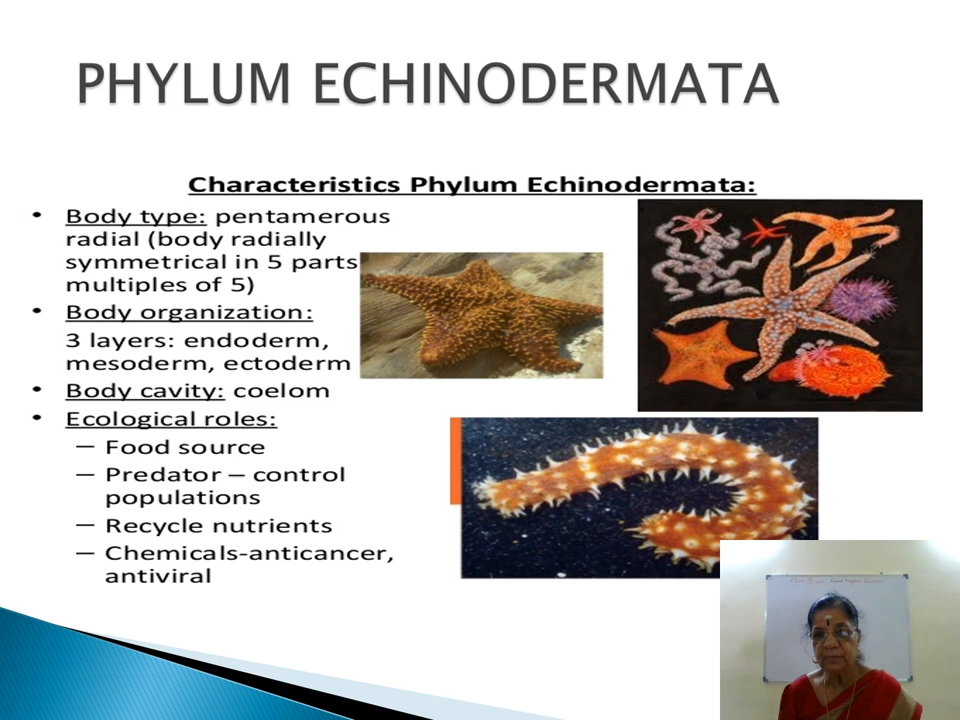 PHYLUM ECHINODERMATA
Characteristics Phylum Echinodermata:
• Body type: pentamerous
radial (body radially
symmetrical in 5 parts
multiples of 5)
• Body organization:
3 layers: endoderm,
mesoderm, ectoderm
• Body cavity: coelom
• Ecological roles:
– Food source
– Predator – control
populations
– Recycle nutrients
– Chemicals-anticancer,
antiviral